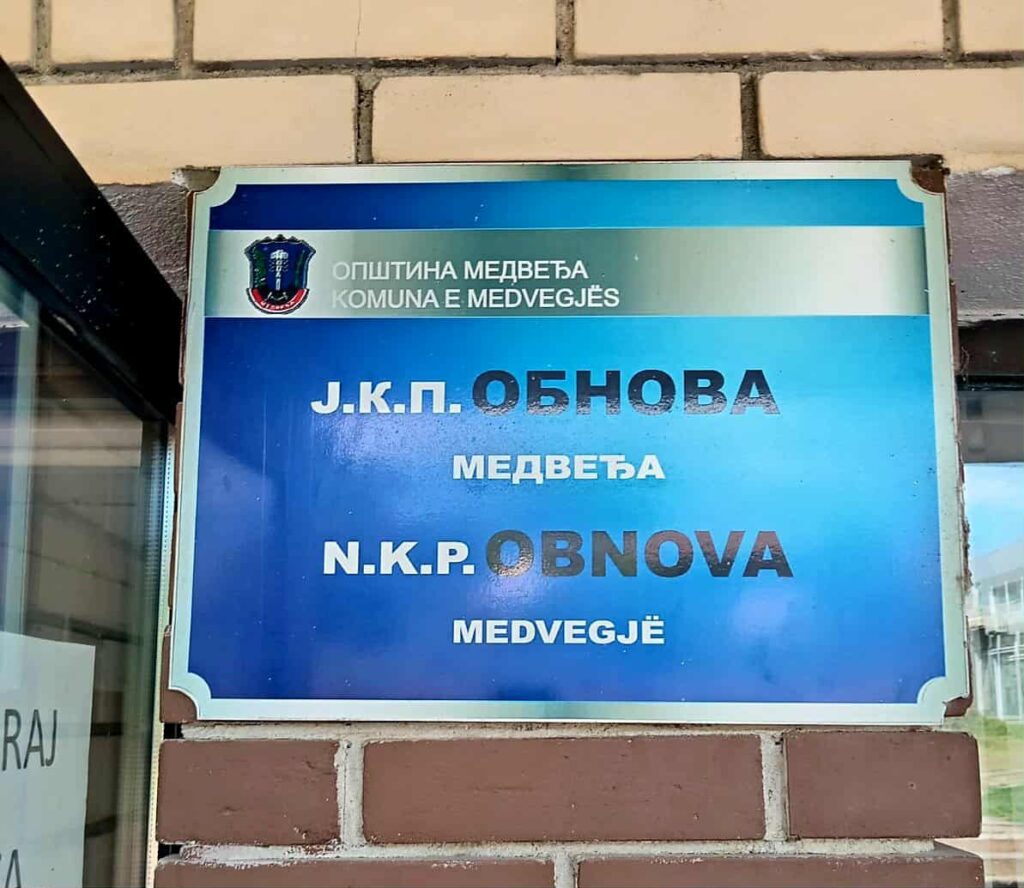 ОПШТИНА МЕДВЕЂА
KOMUNA E MEDVEGJËS
Ј.К.П. ОБНОВА
МЕДВЕЂА
N.K.P. OBNOVA
MEDVEGJË
RAJ